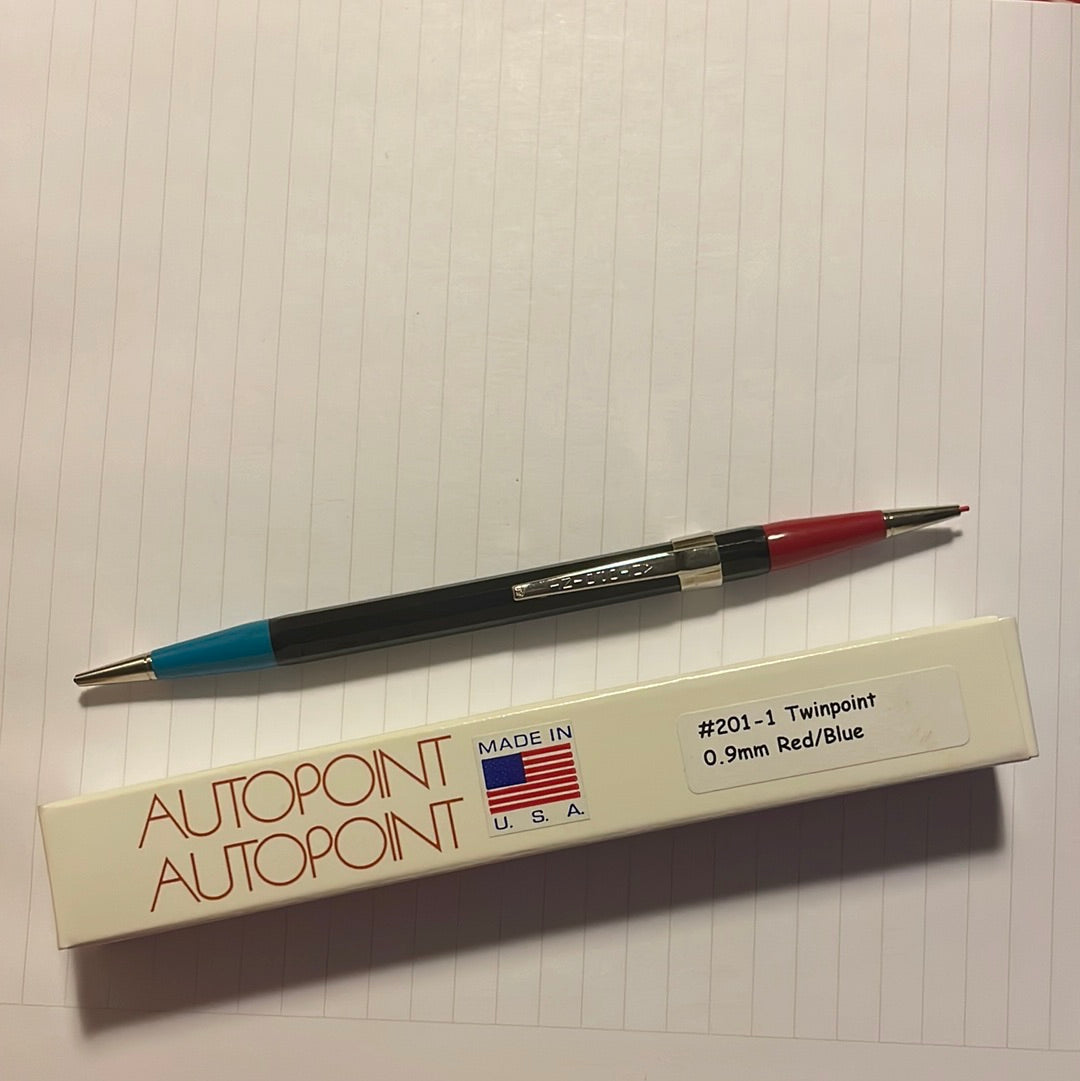 AUTOPOINT
AUTOPOINT
MADE IN
U. S. A.
#201-1 Twinpoint
0.9mm Red/Blue